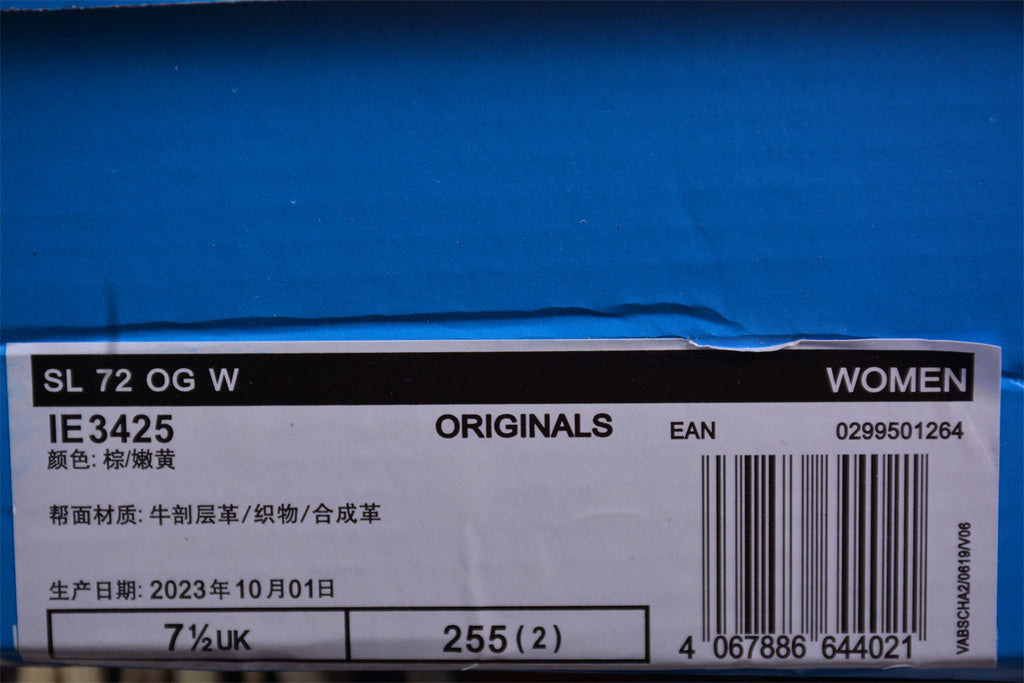 SL 72 OG W WOMEN
IE3425 ORIGINALS EAN 0299501264
颜色: 棕/嫩黄
帮面材质: 牛剖层革/织物/合成革
生产日期: 2023年10月01日
7½UK 255(2)
4 067886 644021
VABSCHA2/0619/V06